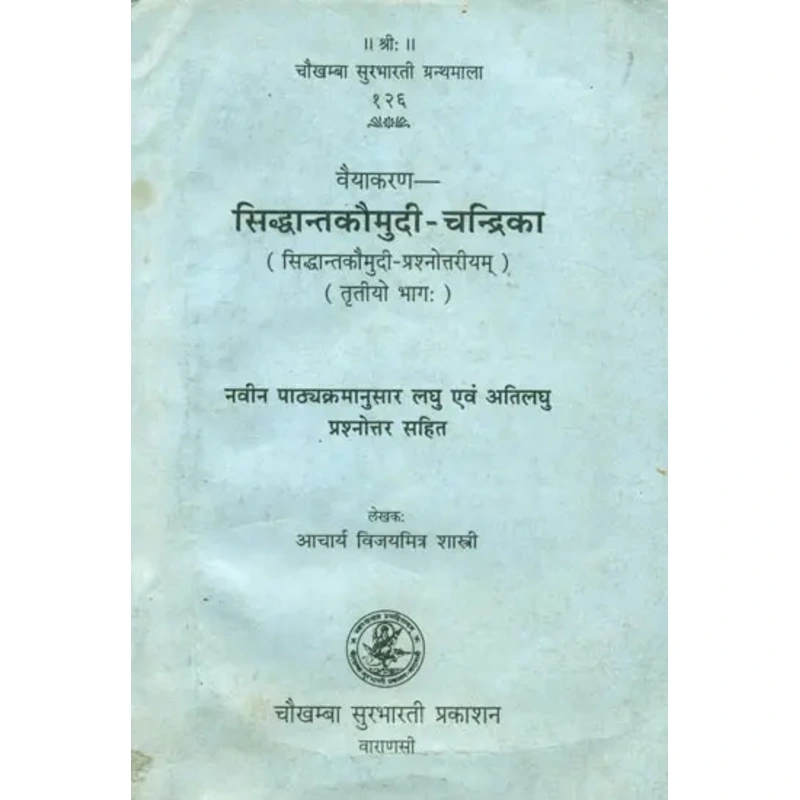 ॥ श्रीः ॥
चौखम्बा सुरभारती ग्रन्थमाला
१२६
वैयाकरण—
सिद्धान्तकौमुदी-चन्द्रिका
( सिद्धान्तकौमुदी-प्रश्नोत्तरीयम् )
( तृतीयो भागः )
नवीन पाठ्यक्रमानुसार लघु एवं अतिलघु
प्रश्नोत्तर सहित
लेखकः
आचार्य विजयमित्र शास्त्री
चौखम्बा सुरभारती प्रकाशन
वाराणसी